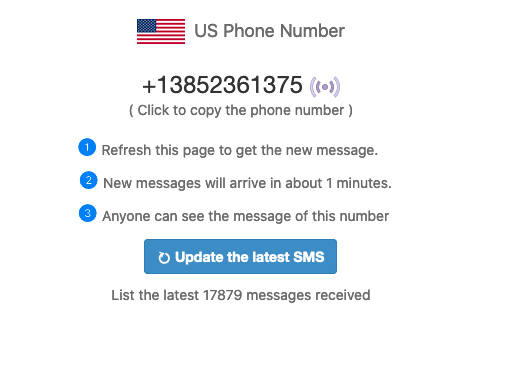 US Phone Number
+13852361375
( Click to copy the phone number )
1 Refresh this page to get the new message.
2 New messages will arrive in about 1 minutes.
3 Anyone can see the message of this number
Update the latest SMS
List the latest 17879 messages received